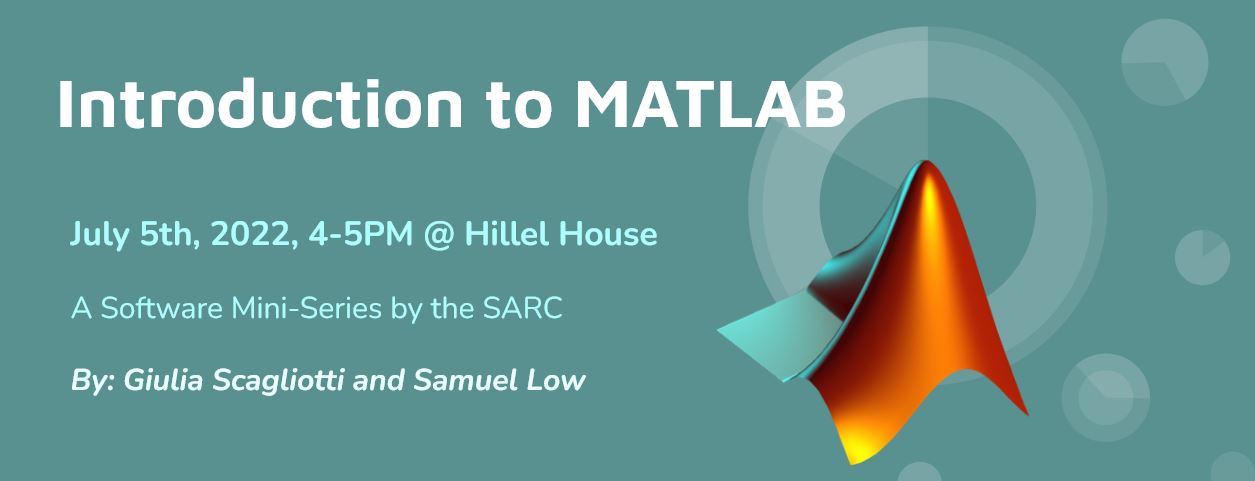 Introduction to MATLAB
July 5th, 2022, 4-5PM @ Hillel House
A Software Mini-Series by the SARC
By: Giulia Scagliotti and Samuel Low